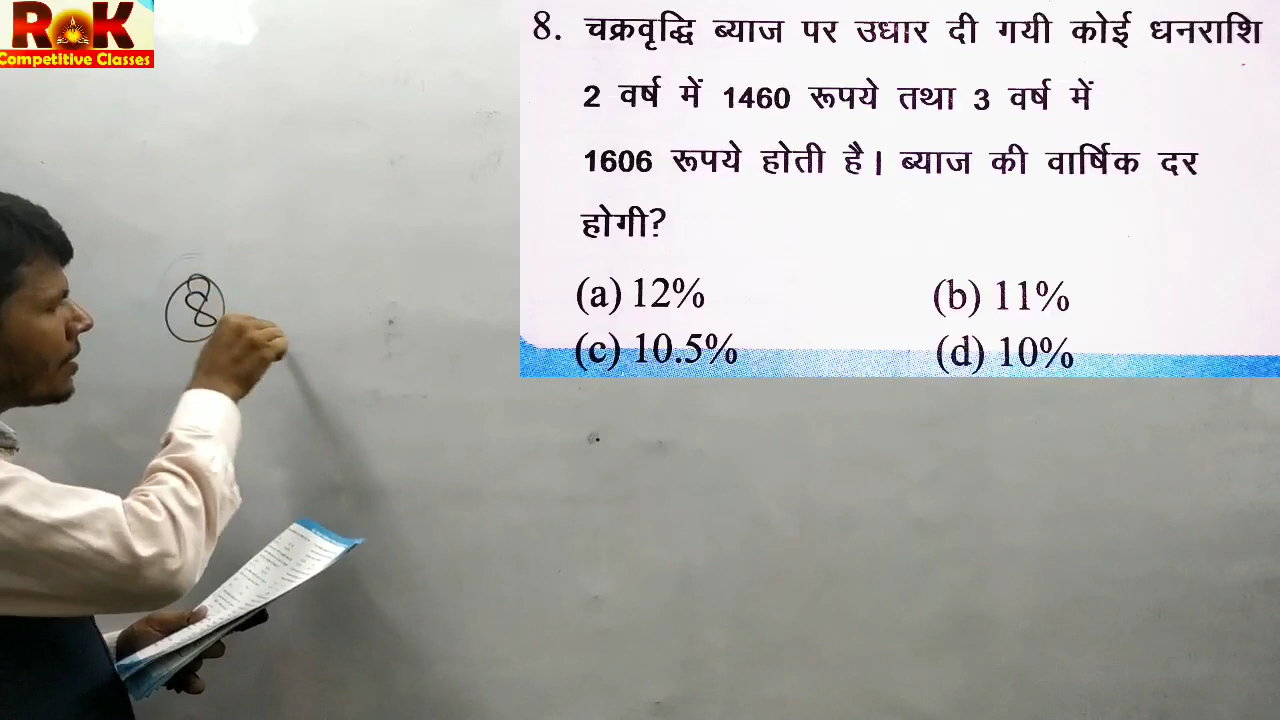 RK
Competitive Classes
8. चक्रवृद्धि ब्याज पर उधार दी गयी कोई धनराशि
2 वर्ष में 1460 रूपये तथा 3 वर्ष में
1606 रूपये होती है। ब्याज की वार्षिक दर
होगी?
(a) 12% (b) 11%
(c) 10.5% (d) 10%
8